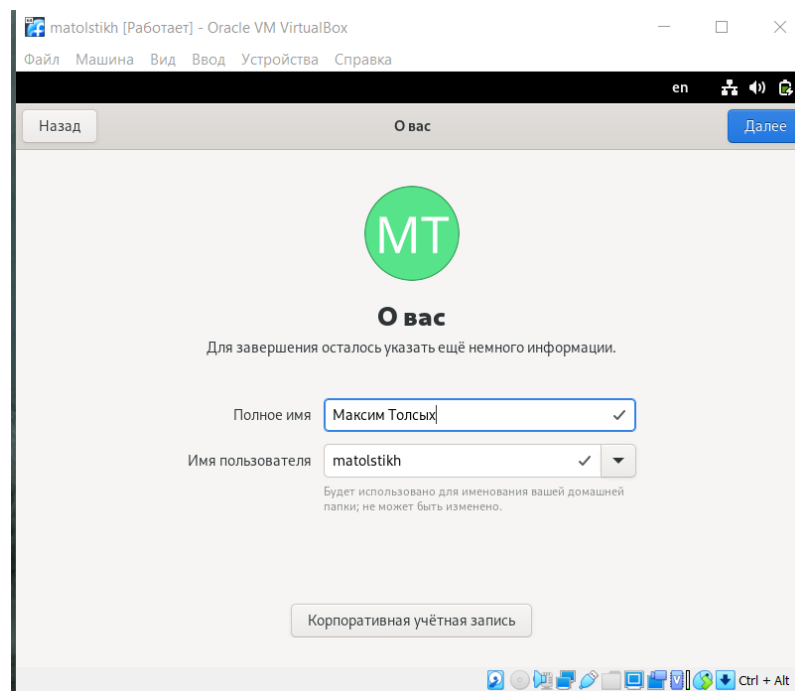 matolstikh [Работает] - Oracle VM VirtualBox
Файл Машина Вид Ввод Устройства Справка
en
Назад О вас Далее
МТ
О вас
Для завершения осталось указать ещё немного информации.
Полное имя Максим Толсых
Имя пользователя matolstikh
Будет использовано для именования вашей домашней
папки; не может быть изменено.
Корпоративная учётная запись
Ctrl + Alt